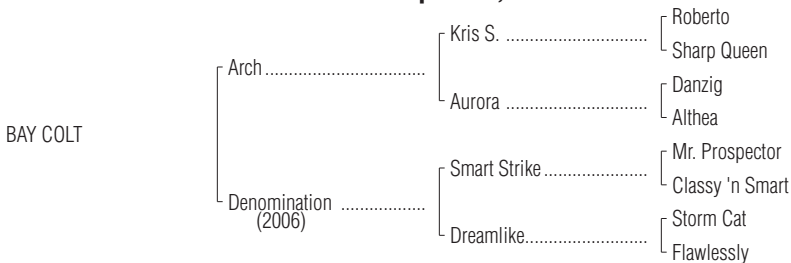 Roberto
Kris S. ..................................
Sharp Queen
Arch ......................................
Danzig
Aurora ..................................
Althea
BAY COLT
Mr. Prospector
Smart Strike .........................
Classy 'n Smart
Denomination ....................
(2006)
Storm Cat
Dreamlike.............................
Flawlessly